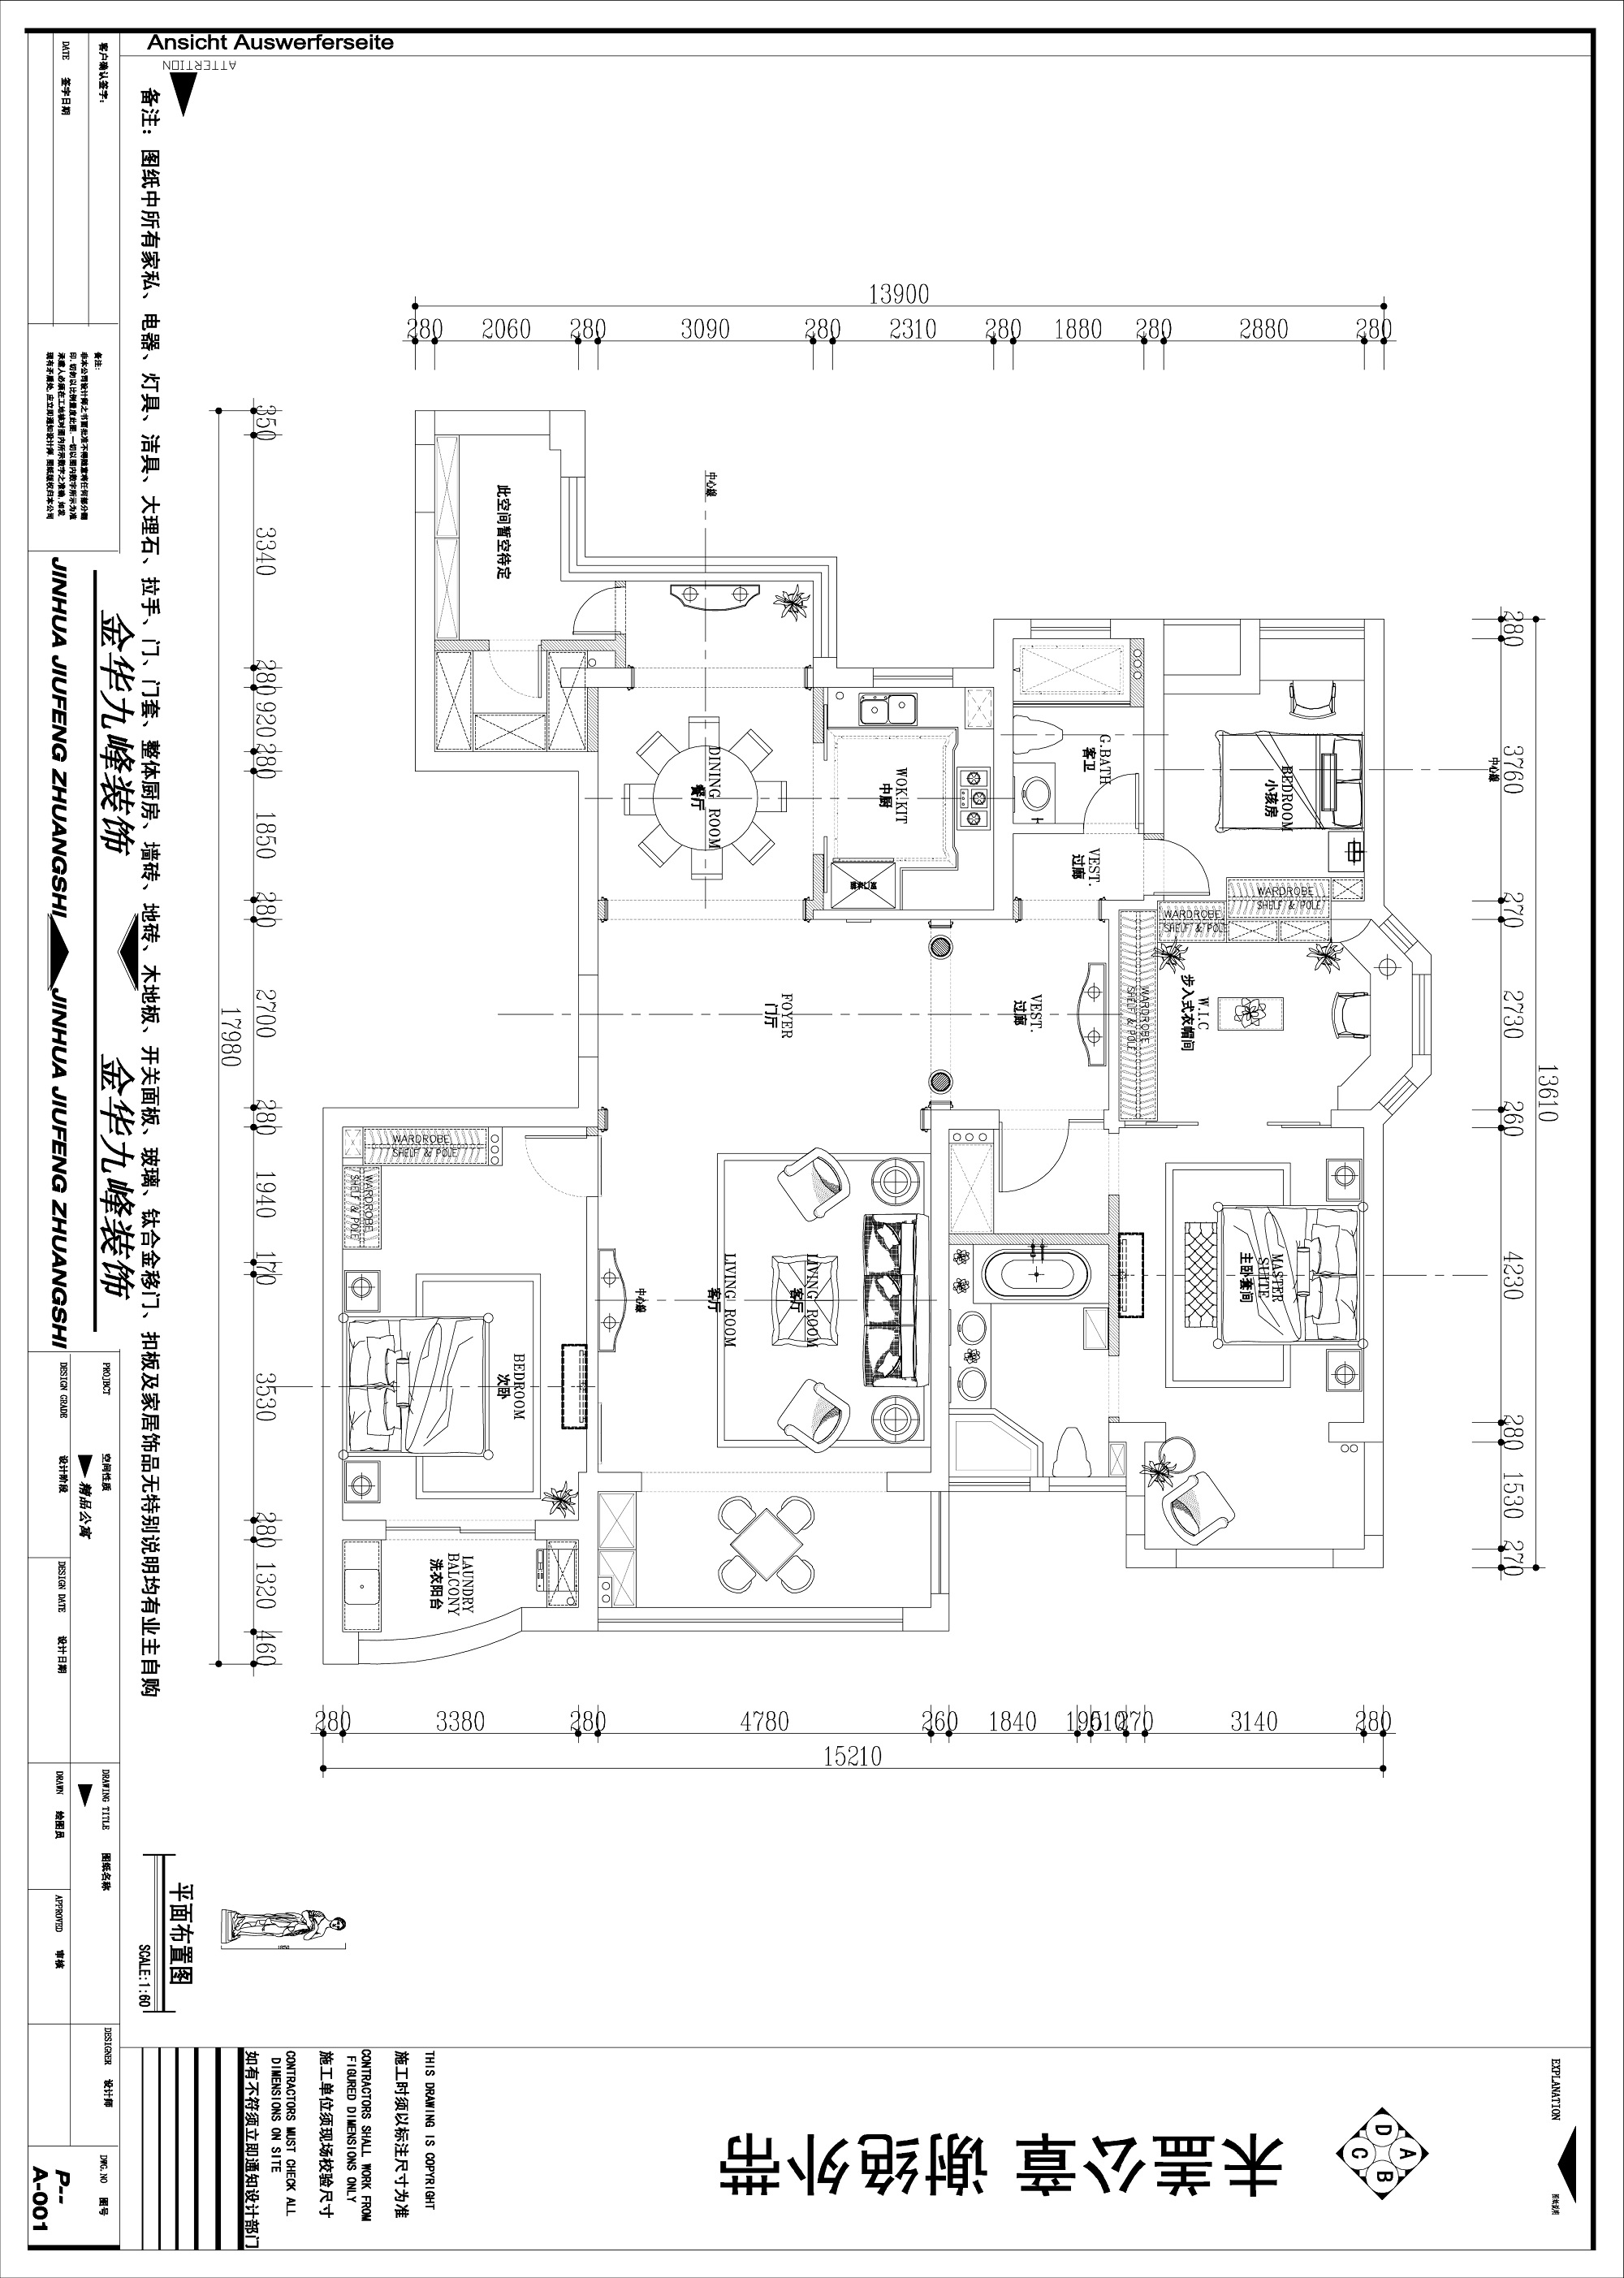 Ansicht Auswerferseite
ATTERTION
备注： 图纸中所有家私、电器、灯具、洁具、大理石、拉手、门、门套、整体厨房、墙砖、地砖、木地板、开关面板、玻璃、钛合金移门、扣板及家居饰品无特别说明均有业主自购
客户确认签字：
DATE 签字日期
备注:
JINHUA JIUFENG ZHUANGSHI
JINHUA JIUFENG ZHUANGSHI
金华九峰装饰
金华九峰装饰
PROJECT 空间性质
精品公寓
DESIGN GRADE 设计阶段
DESIGN DATE 设计日期
DRAWING TITLE 图纸名称
DRAWN 绘图员
APPROVED 审核
DESIGNER 设计师
DWG.NO 图号
P--
A-001
13900
280 2060 280 3090 280 2310 280 1880 280 2880 280
350 3340 280 920 280 1850 280 2700 280 1940 170 3530 280 1320 460
17980
280 3760 270 2730 260 4230 280 1530 270
13610
280 3380 280 4780 260 1840 190 510 270 3140 280
15210
此空间暂空待定
中心線
DINING ROOM
餐厅
WOK.KIT
中厨
G.BATH
客卫
BEDROOM
小孩房
中心線
VEST.
过廊
WARDROBE
SHELF & POLE
WARDROBE
SHELF & POLE
WARDROBE
SHELF & POLE
W.I.C
步入式衣帽间
FOYER
门厅
VEST.
过廊
WARDROBE
SHELF & POLE
WARDROBE
SHELF & POLE
LIVING ROOM
客厅
LIVING ROOM
客厅
中心線
MASTER
SUITE
主卧套间
BEDROOM
次卧
LAUNDRY
BALCONY
洗衣阳台
平面布置图
SCALE:1:60
THIS DRAWING IS COPYRIGHT
施工时须以标注尺寸为准
CONTRACTORS SHALL WORK FROM
FIGURED DIMENSIONS ONLY
施工单位须现场校验尺寸
CONTRACTORS MUST CHECK ALL
DIMENSIONS ON SITE
如有不符须立即通知设计部门
未盖公章 谢绝外带
A
B
C
D
EXPLANATION